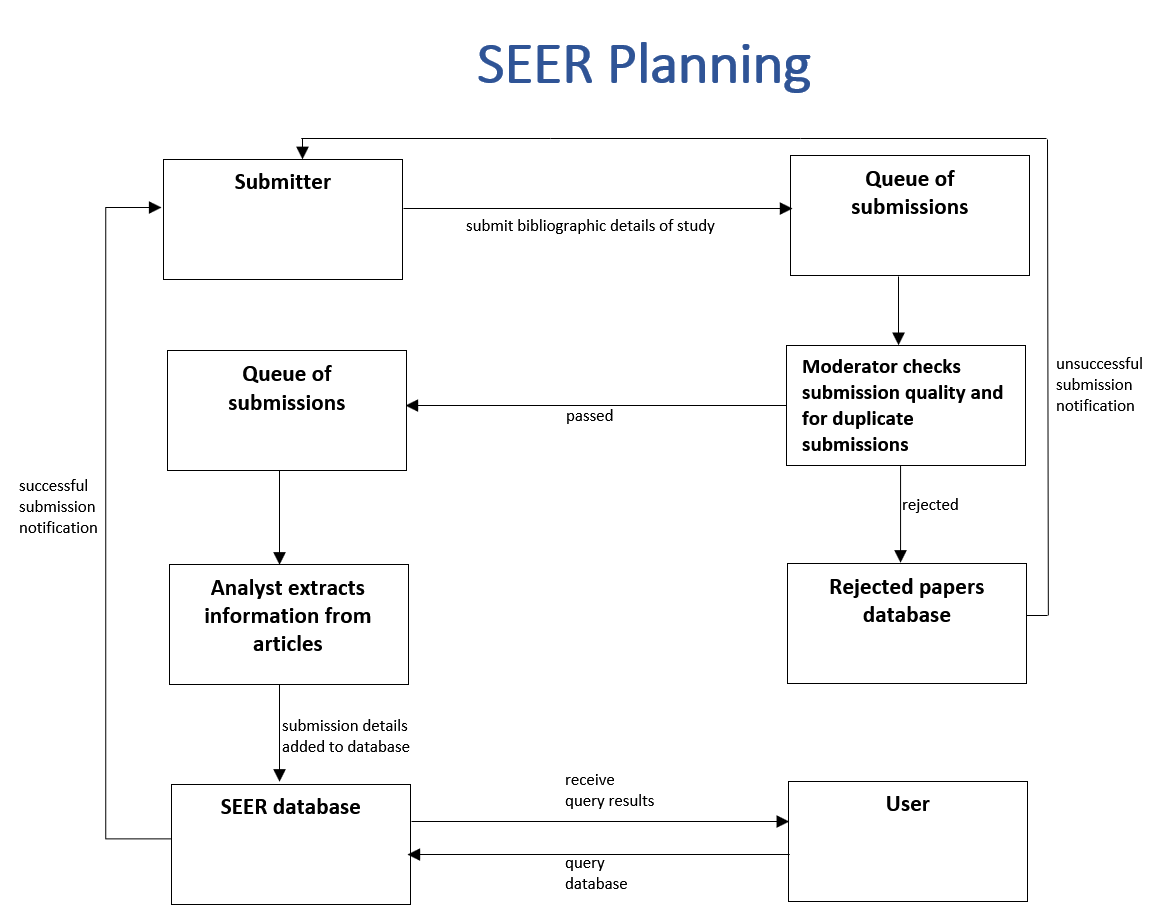 SEER Planning
Submitter
Queue of
submissions
submit bibliographic details of study
Queue of
submissions
passed
Moderator checks
submission quality and
for duplicate
submissions
unsuccessful
submission
notification
successful
submission
notification
rejected
Analyst extracts
information from
articles
Rejected papers
database
submission details
added to database
SEER database
receive
query results
User
query
database